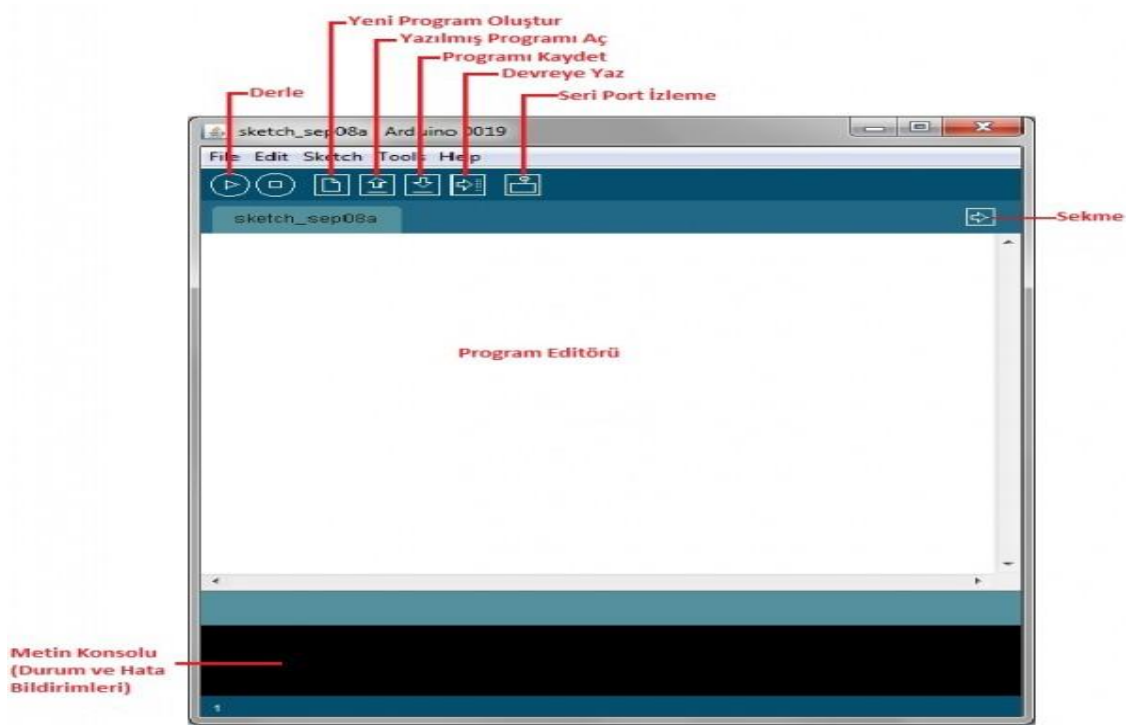 Yeni Program Oluştur
Yazılmış Programı Aç
Programı Kaydet
Devreye Yaz
Derle
Seri Port İzleme
sketch_sep08a Arduino 0019
File Edit Sketch Tools Help
sketch_sep08a
Sekme
Program Editörü
Metin Konsolu
(Durum ve Hata
Bildirimleri)
1